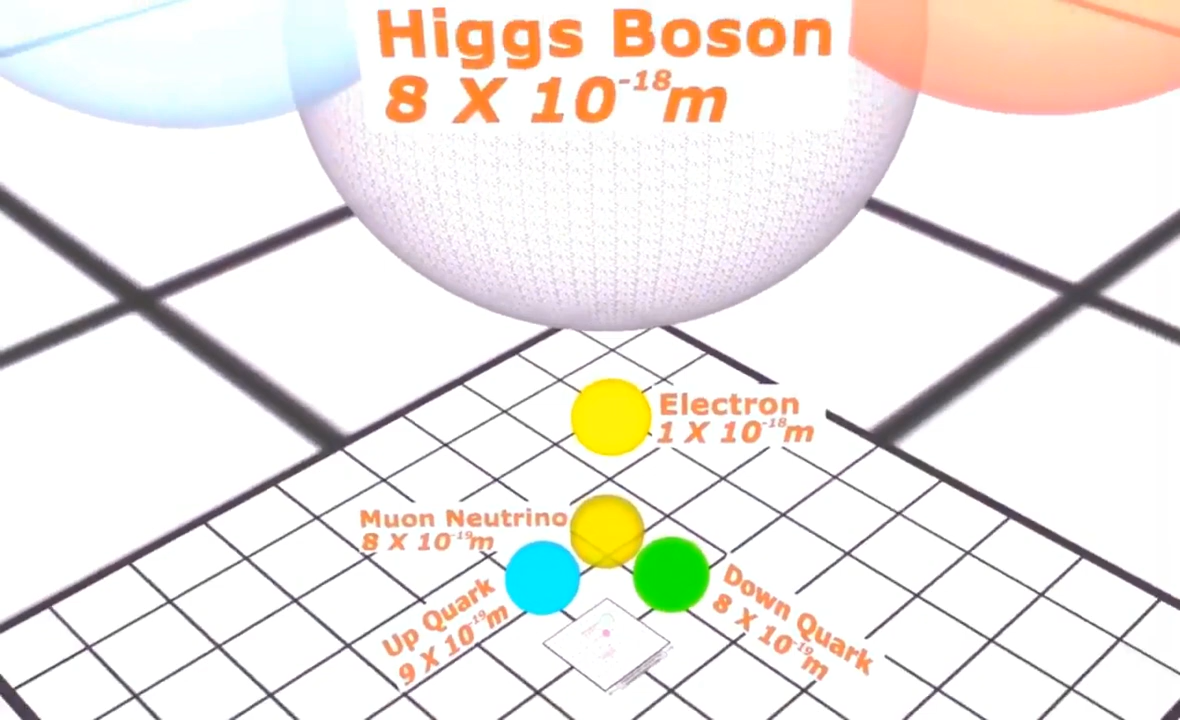 Higgs Boson
8 X 10⁻¹⁸m
Electron
1 X 10⁻¹⁸m
Muon Neutrino
8 X 10⁻¹⁹m
Up Quark
9 X 10⁻¹⁹m
Down Quark
8 X 10⁻¹⁹m